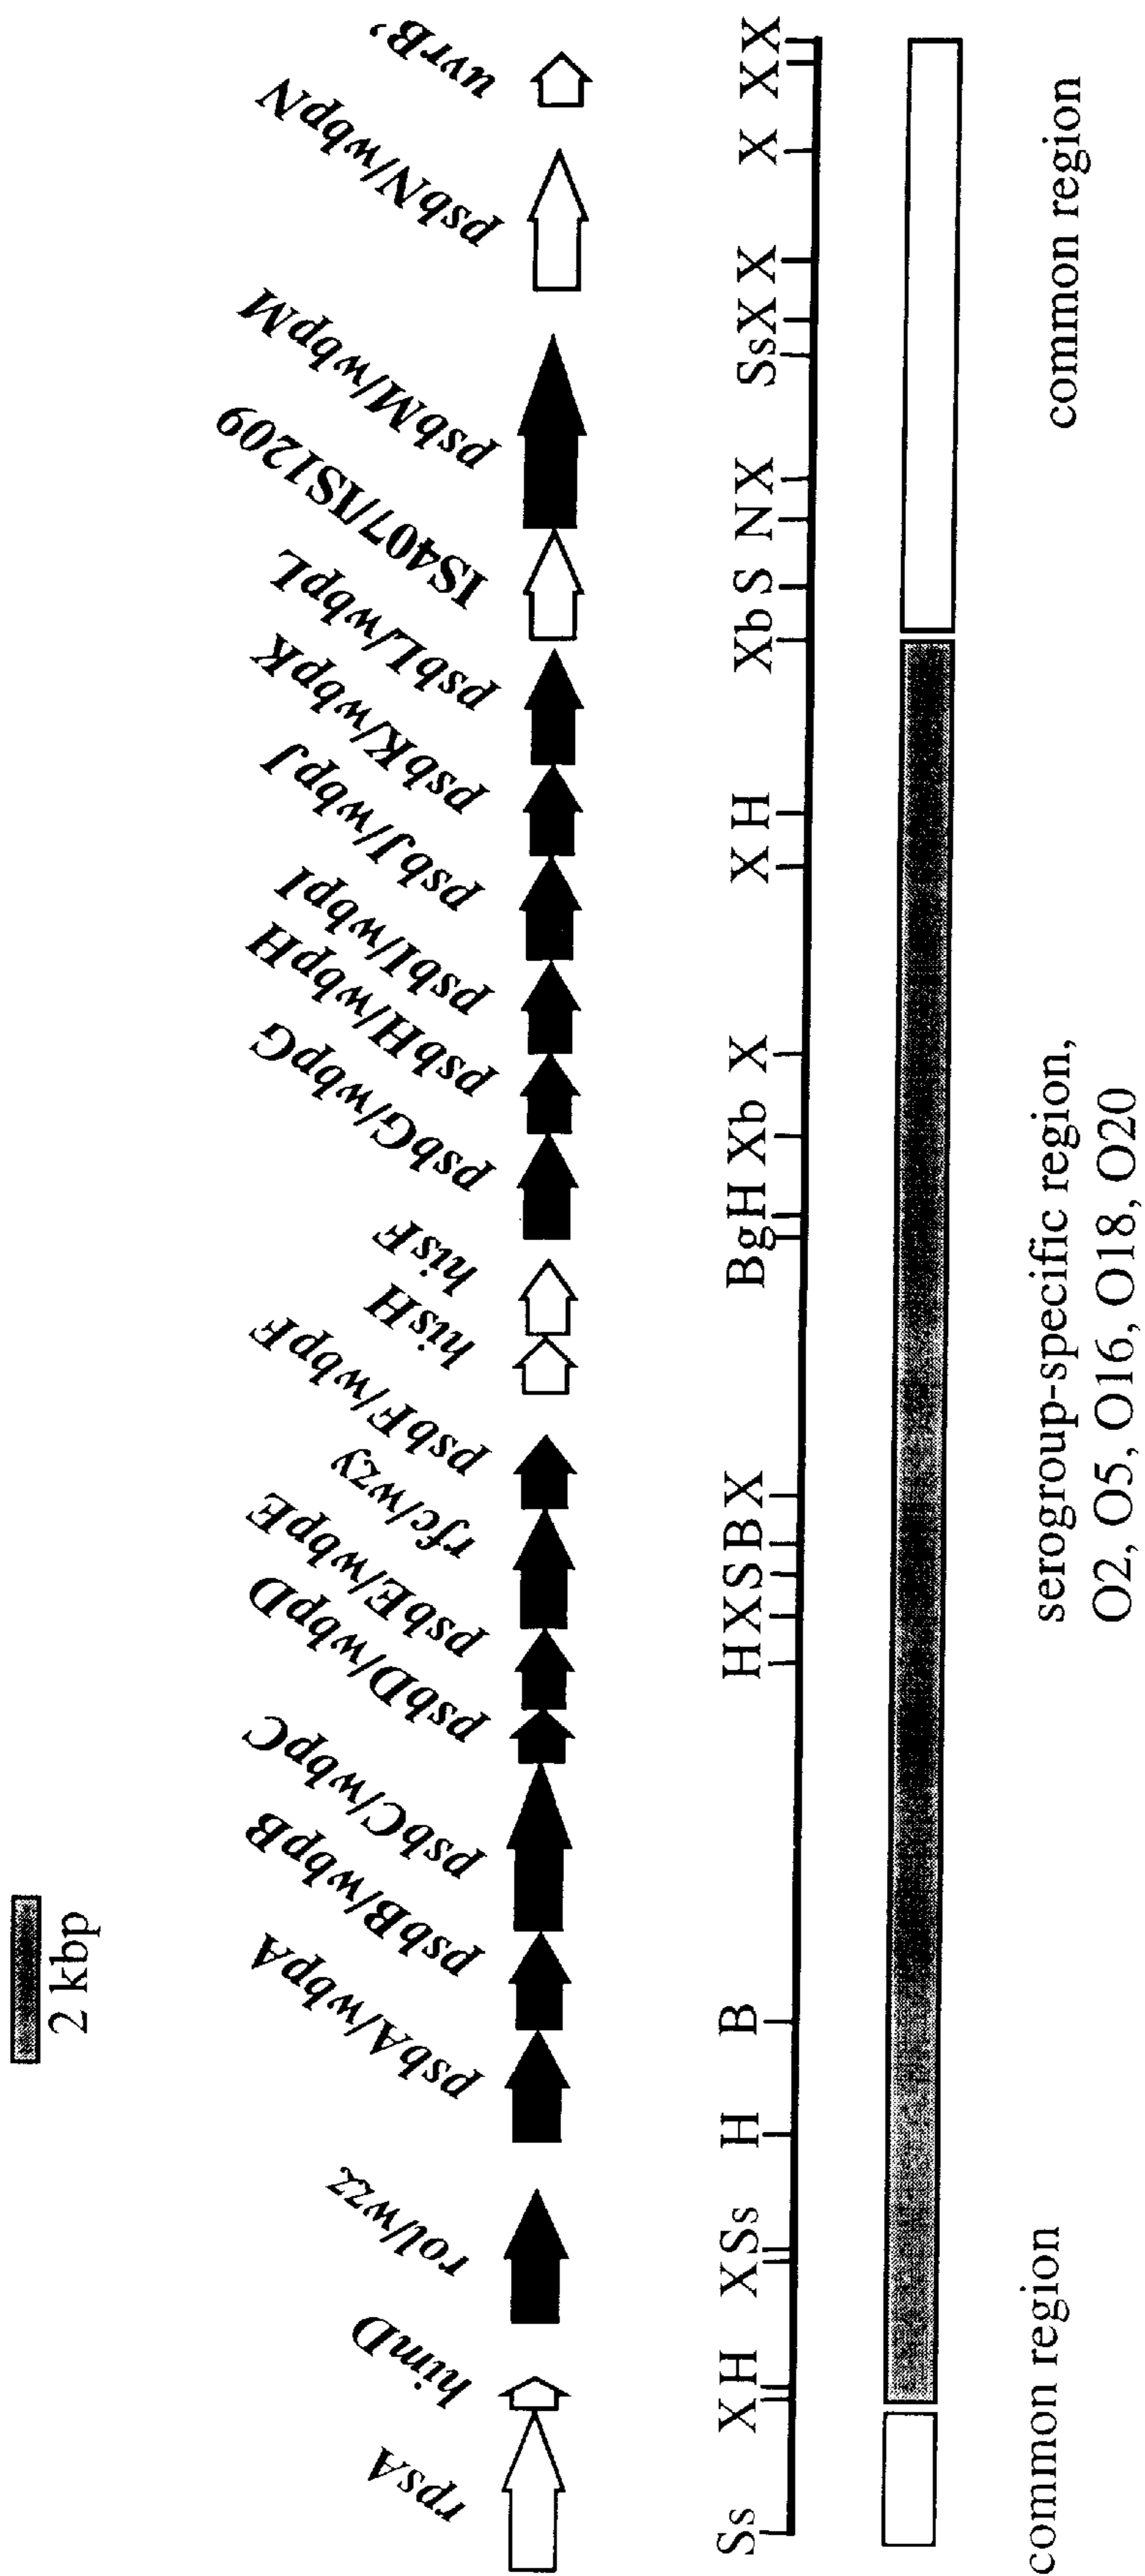 2 kbp
rpsA
himD
rol/wzz
psbA/wbpA
psbB/wbpB
psbC/wbpC
psbD/wbpD
psbE/wbpE
rfc/wzy
psbF/wbpF
hisH
hisF
psbG/wbpG
psbH/wbpH
psbI/wbpI
psbJ/wbpJ
psbK/wbpK
psbL/wbpL
IS407/IS1209
psbM/wbpM
psbN/wbpN
uvrB'
Ss X H X Ss H B H X S B X Bg H Xb X X H Xb S N X Ss X X X X X
common region
serogroup-specific region,
O2, O5, O16, O18, O20
common region